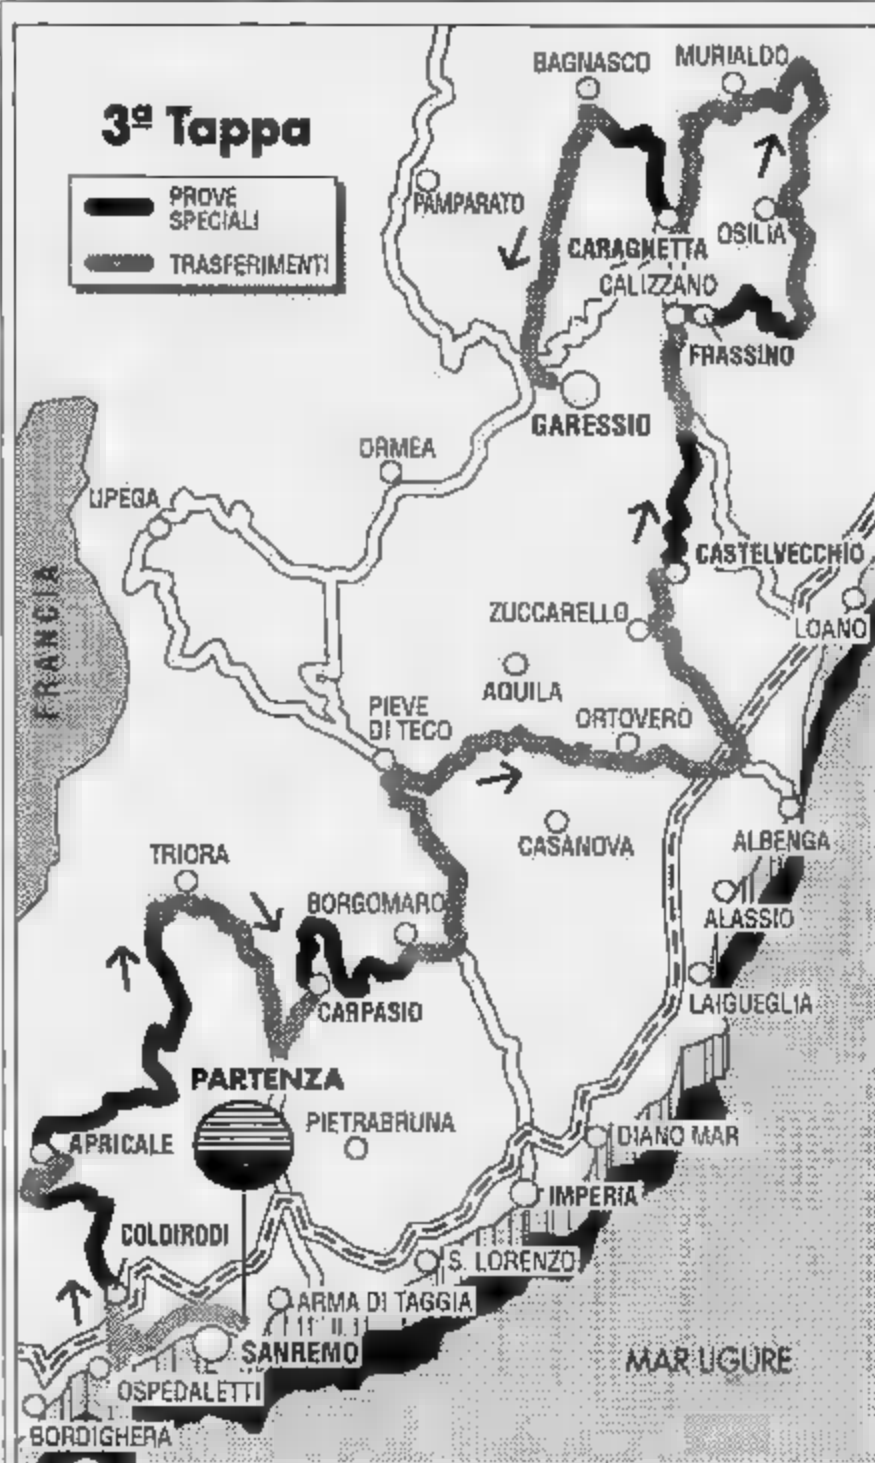 3ª Tappa
PROVE
SPECIALI
TRASFERIMENTI
BAGNASCO
MURIALDO
PAMPARATO
OSILIA
CARAGNETTA
CALIZZANO
FRASSINO
GARESSIO
ORMEA
UPEGA
FRANCIA
CASTELVECCHIO
LOANO
ZUCCARELLO
AQUILA
ORTOVERO
PIEVE
DI TECO
CASANOVA
ALBENGA
TRIORA
BORGOMARO
ALASSIO
LAIGUEGLIA
CARPASIO
PARTENZA
PIETRABRUNA
DIANO MAR
APRICALE
IMPERIA
COLDIRODI
S. LORENZO
ARMA DI TAGGIA
SANREMO
MAR LIGURE
OSPEDALETTI
BORDIGHERA